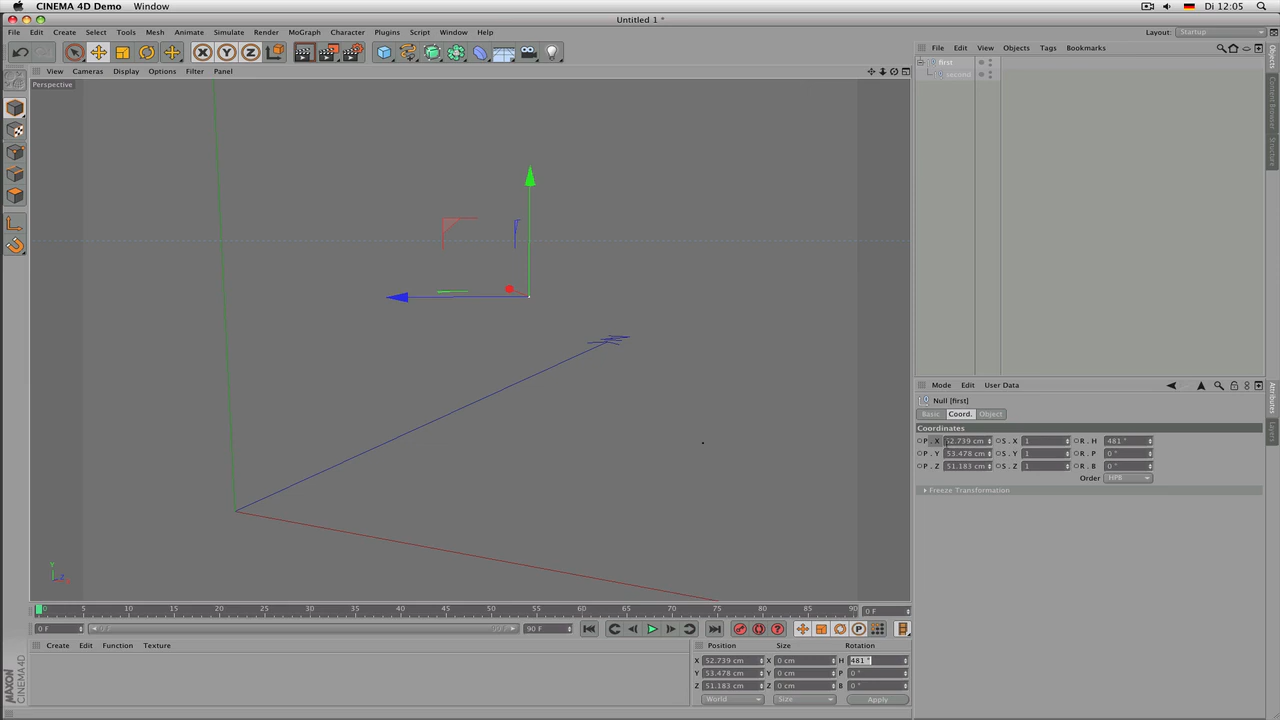 CINEMA 4D Demo Window Di 12:05
Untitled 1 *
File Edit Create Select Tools Mesh Animate Simulate Render MoGraph Character Plugins Script Window Help Layout: Startup
X Y Z
File Edit View Objects Tags Bookmarks
View Cameras Display Options Filter Panel
Perspective
first
second
Objects
Content Browser
Structure
Mode Edit User Data
Attributes
Layers
Null [first]
Basic Coord. Object
Coordinates
P . X 52.739 cm S . X 1 R . H 481 °
P . Y 53.478 cm S . Y 1 R . P 0 °
P . Z 51.183 cm S . Z 1 R . B 0 °
Order HPB
Freeze Transformation
Y
Z
0 5 10 15 20 25 30 35 40 45 50 55 60 65 70 75 80 85 90 0 F
0 F 90 F 90 F P
Create Edit Function Texture
Position Size Rotation
X 52.739 cm X 0 cm H 481 °
Y 53.478 cm Y 0 cm P 0 °
Z 51.183 cm Z 0 cm B 0 °
World Size Apply
MAXON
CINEMA 4D